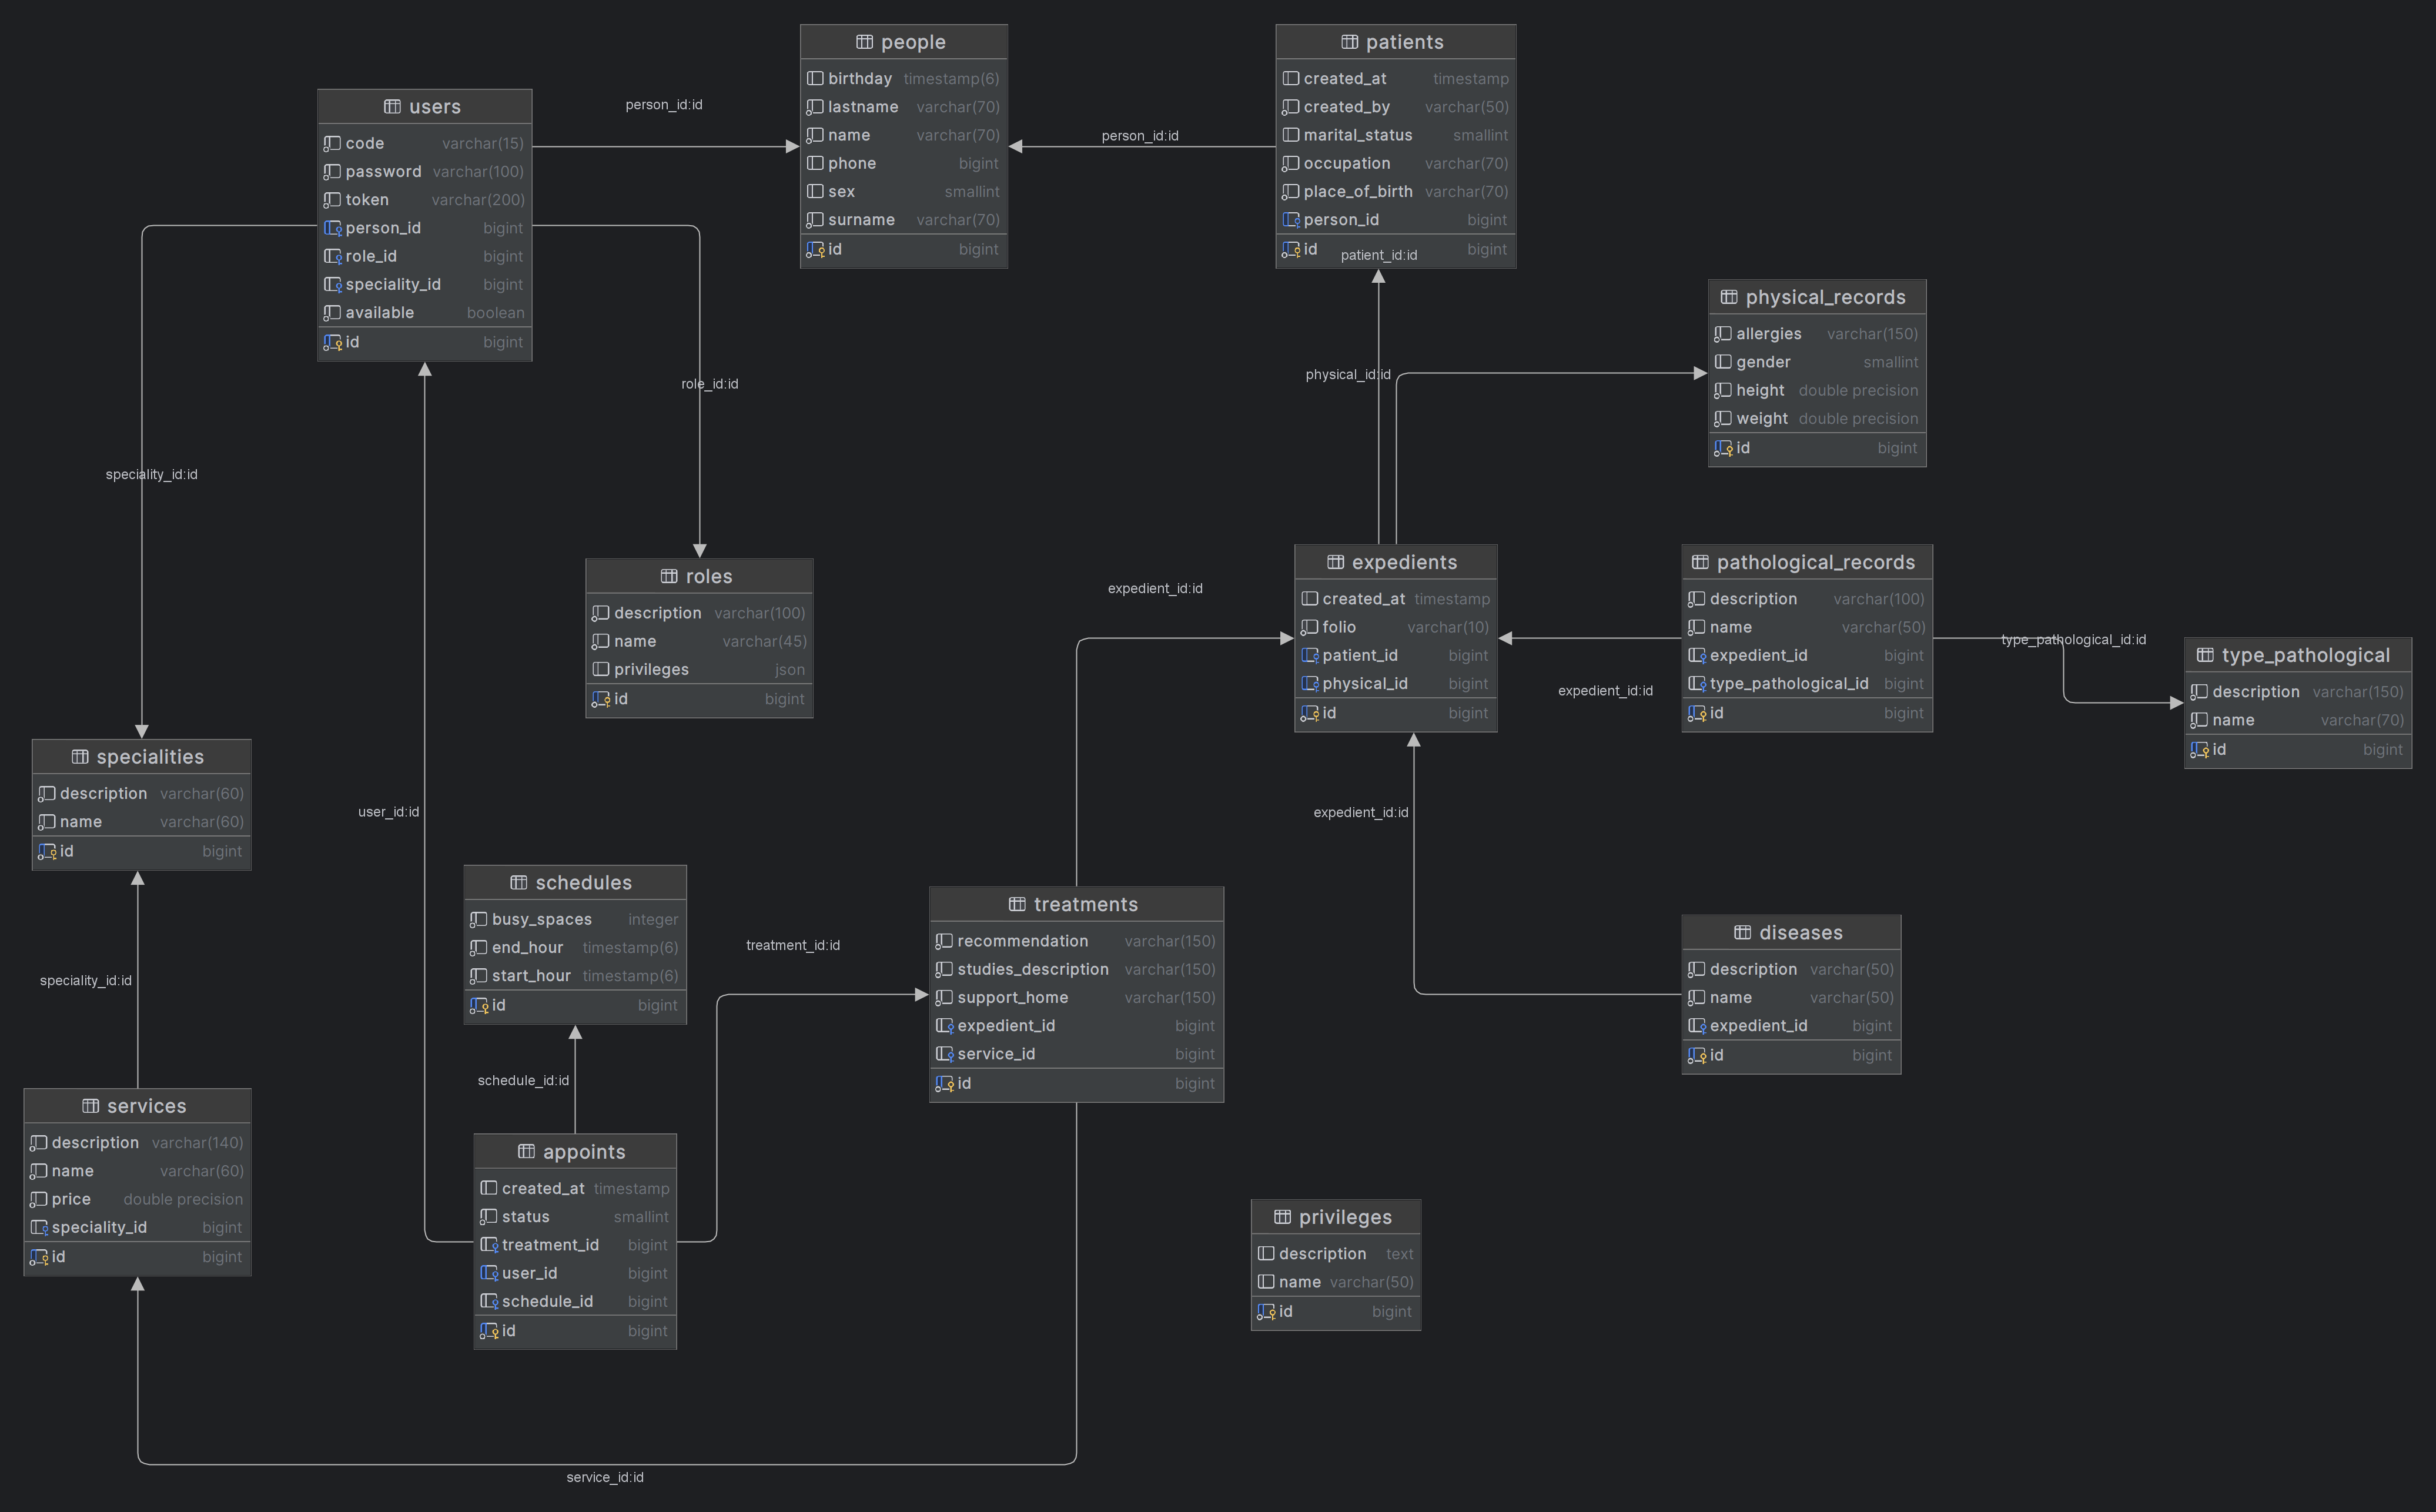 people
birthday timestamp(6)
lastname varchar(70)
name varchar(70)
phone bigint
sex smallint
surname varchar(70)
id bigint
patients
created_at timestamp
created_by varchar(50)
marital_status smallint
occupation varchar(70)
place_of_birth varchar(70)
person_id bigint
id bigint
patient_id:id
users
code varchar(15)
password varchar(100)
token varchar(200)
person_id bigint
role_id bigint
speciality_id bigint
available boolean
id bigint
person_id:id
person_id:id
physical_records
allergies varchar(150)
gender smallint
height double precision
weight double precision
id bigint
physical_id:id
role_id:id
speciality_id:id
roles
description varchar(100)
name varchar(45)
privileges json
id bigint
expedient_id:id
expedients
created_at timestamp
folio varchar(10)
patient_id bigint
physical_id bigint
id bigint
pathological_records
description varchar(100)
name varchar(50)
expedient_id bigint
type_pathological_id bigint
id bigint
expedient_id:id
type_pathological_id:id
type_pathological
description varchar(150)
name varchar(70)
id bigint
specialities
description varchar(60)
name varchar(60)
id bigint
user_id:id
expedient_id:id
schedules
busy_spaces integer
end_hour timestamp(6)
start_hour timestamp(6)
id bigint
treatment_id:id
treatments
recommendation varchar(150)
studies_description varchar(150)
support_home varchar(150)
expedient_id bigint
service_id bigint
id bigint
diseases
description varchar(50)
name varchar(50)
expedient_id bigint
id bigint
speciality_id:id
schedule_id:id
services
description varchar(140)
name varchar(60)
price double precision
speciality_id bigint
id bigint
appoints
created_at timestamp
status smallint
treatment_id bigint
user_id bigint
schedule_id bigint
id bigint
privileges
description text
name varchar(50)
id bigint
service_id:id